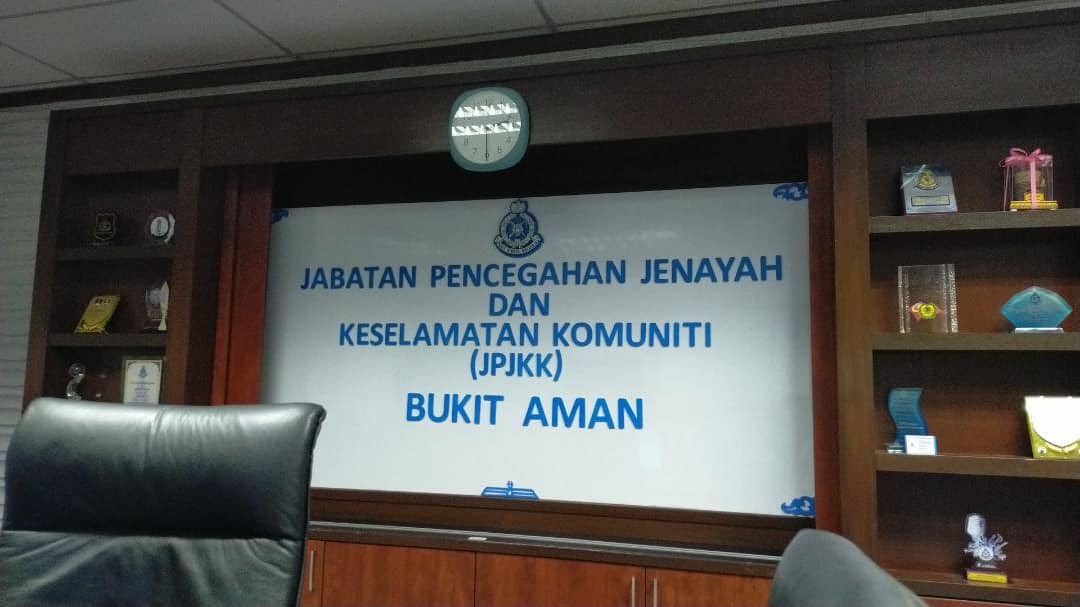 JABATAN PENCEGAHAN JENAYAH
DAN
KESELAMATAN KOMUNITI
(JPJKK)
BUKIT AMAN